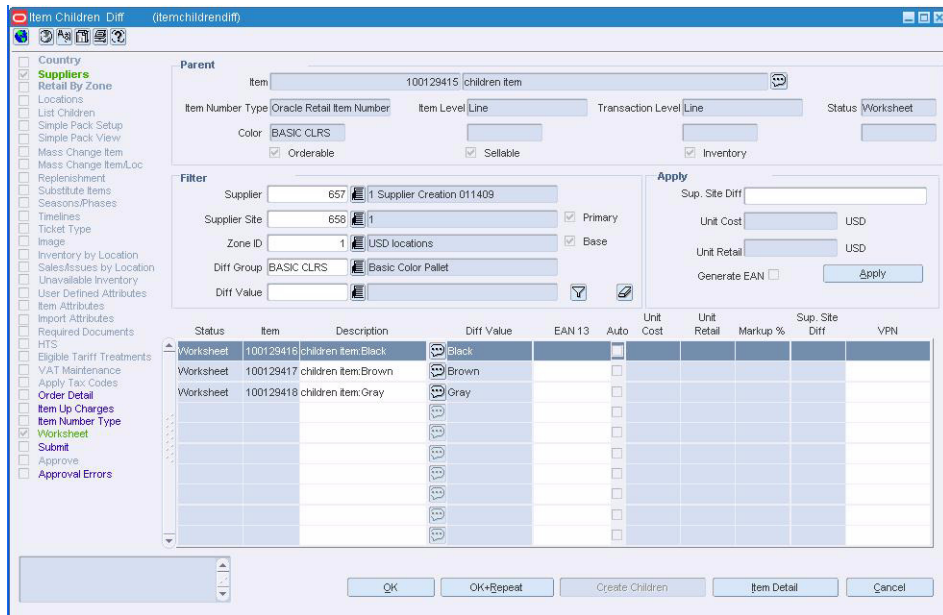 Item Children Diff (itemchildrendiff)
Country
Suppliers
Retail By Zone
Locations
List Children
Simple Pack Setup
Simple Pack View
Mass Change Item
Mass Change Item/Loc
Replenishment
Substitute Items
Seasons/Phases
Timelines
Ticket Type
Image
Inventory by Location
Sales/Issues by Location
Unavailable Inventory
User Defined Attributes
Item Attributes
Import Attributes
Required Documents
HTS
Eligible Tariff Treatments
VAT Maintenance
Apply Tax Codes
Order Detail
Item Up Charges
Item Number Type
Worksheet
Submit
Approve
Approval Errors
Parent
Item 100129415 children item
Item Number Type Oracle Retail Item Number Item Level Line Transaction Level Line Status Worksheet
Color BASIC CLRS
Orderable Sellable Inventory
Filter
Supplier 657 1 Supplier Creation 011409
Supplier Site 658 1 Primary
Zone ID 1 USD locations Base
Diff Group BASIC CLRS Basic Color Pallet
Diff Value
Apply
Sup. Site Diff
Unit Cost USD
Unit Retail USD
Generate EAN Apply
Status Item Description Diff Value EAN 13 Auto Unit Cost Unit Retail Markup % Sup. Site Diff VPN
Worksheet 100129416 children item:Black Black
Worksheet 100129417 children item:Brown Brown
Worksheet 100129418 children item:Gray Gray
OK OK+Repeat Create Children Item Detail Cancel